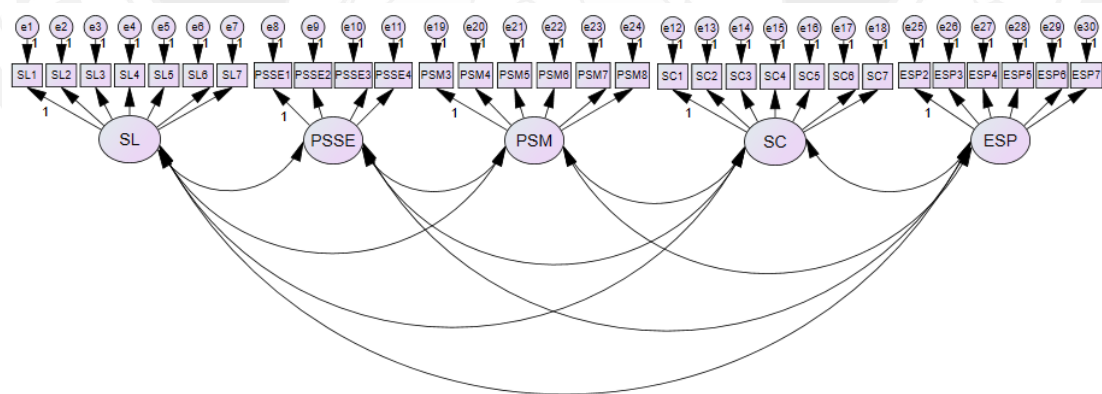 e1 e2 e3 e4 e5 e6 e7 e8 e9 e10 e11 e19 e20 e21 e22 e23 e24 e12 e13 e14 e15 e16 e17 e18 e25 e26 e27 e28 e29 e30
1 1 1 1 1 1 1 1 1 1 1 1 1 1 1 1 1 1 1 1 1 1 1 1 1 1 1 1 1 1
SL1 SL2 SL3 SL4 SL5 SL6 SL7 PSSE1 PSSE2 PSSE3 PSSE4 PSM3 PSM4 PSM5 PSM6 PSM7 PSM8 SC1 SC2 SC3 SC4 SC5 SC6 SC7 ESP2 ESP3 ESP4 ESP5 ESP6 ESP7
1 1 1 1 1
SL PSSE PSM SC ESP